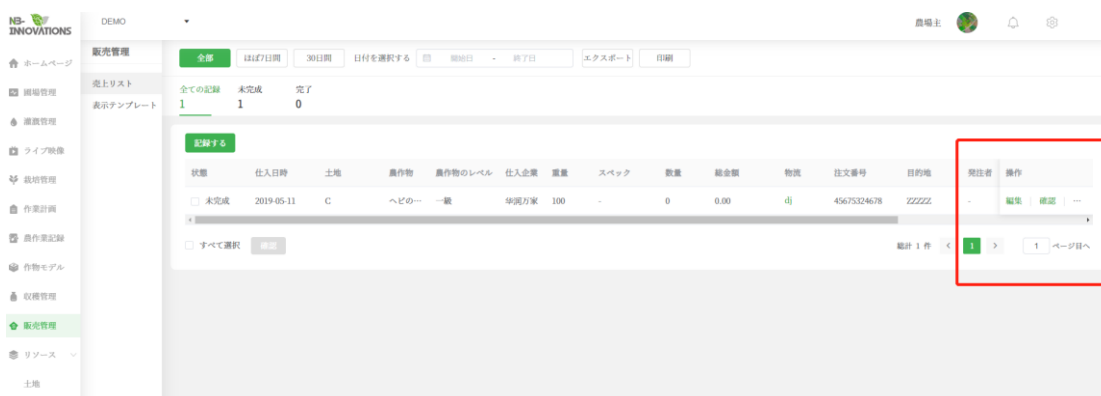 NB-INNOVATIONS
DEMO
農場主
ホームページ
圃場管理
灌漑管理
ライブ映像
栽培管理
作業計画
農作業記録
作物モデル
収穫管理
販売管理
リソース
土地
販売管理
売上リスト
表示テンプレート
全部 ほぼ7日間 30日間 日付を選択する 開始日 - 終了日 エクスポート 印刷
全ての記録 未完成 完了
1 1 0
記録する
状態 仕入日時 土地 農作物 農作物のレベル 仕入企業 重量 スペック 数量 総金額 物流 注文番号 目的地 発注者 操作
未完成 2019-05-11 C ヘビの… 一級 华润万家 100 - 0 0.00 dj 45675324678 ZZZZZ - 編集 確認 ···
すべて選択 確認 総計 1 件 < 1 > 1 ページ目へ